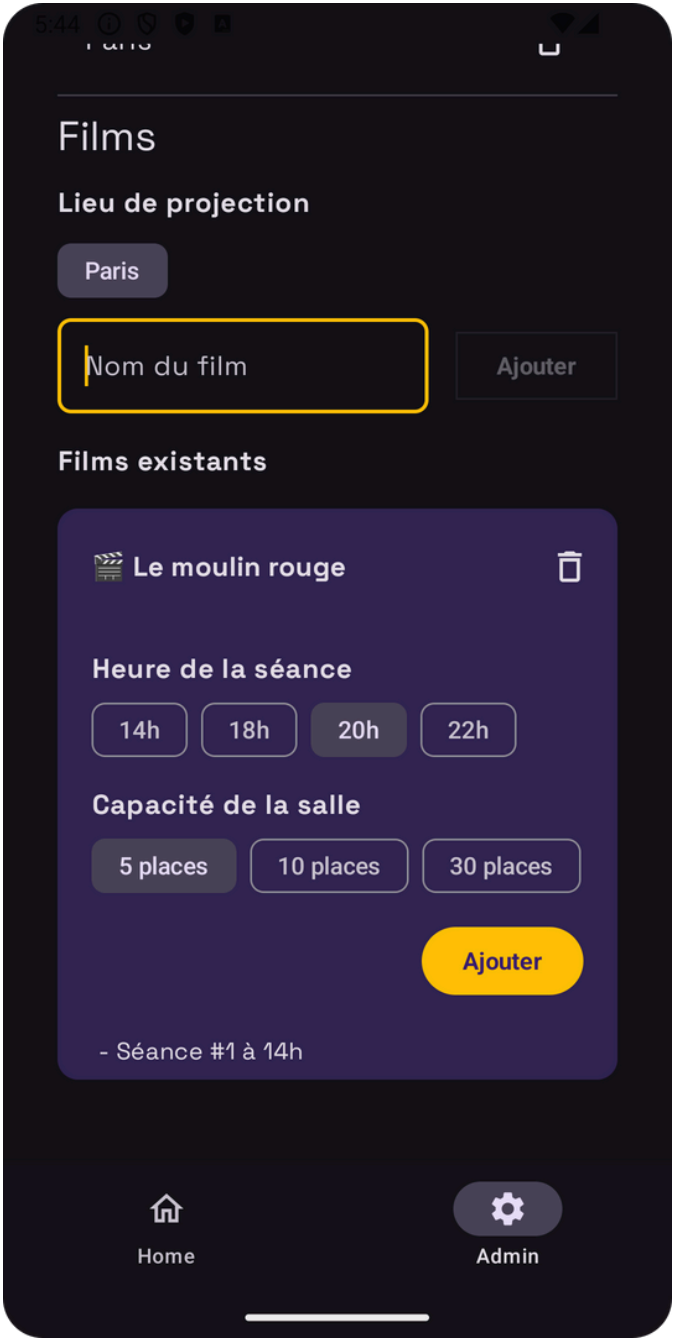 5:44
Paris
Films
Lieu de projection
Paris
Nom du film
Ajouter
Films existants
🎬 Le moulin rouge
Heure de la séance
14h 18h 20h 22h
Capacité de la salle
5 places 10 places 30 places
Ajouter
- Séance #1 à 14h
Home Admin